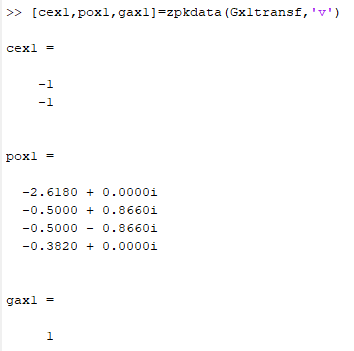 >> [cex1,pox1,gax1]=zpkdata(Gx1transf,'v')
cex1 =
-1
-1
pox1 =
-2.6180 + 0.0000i
-0.5000 + 0.8660i
-0.5000 - 0.8660i
-0.3820 + 0.0000i
gax1 =
1